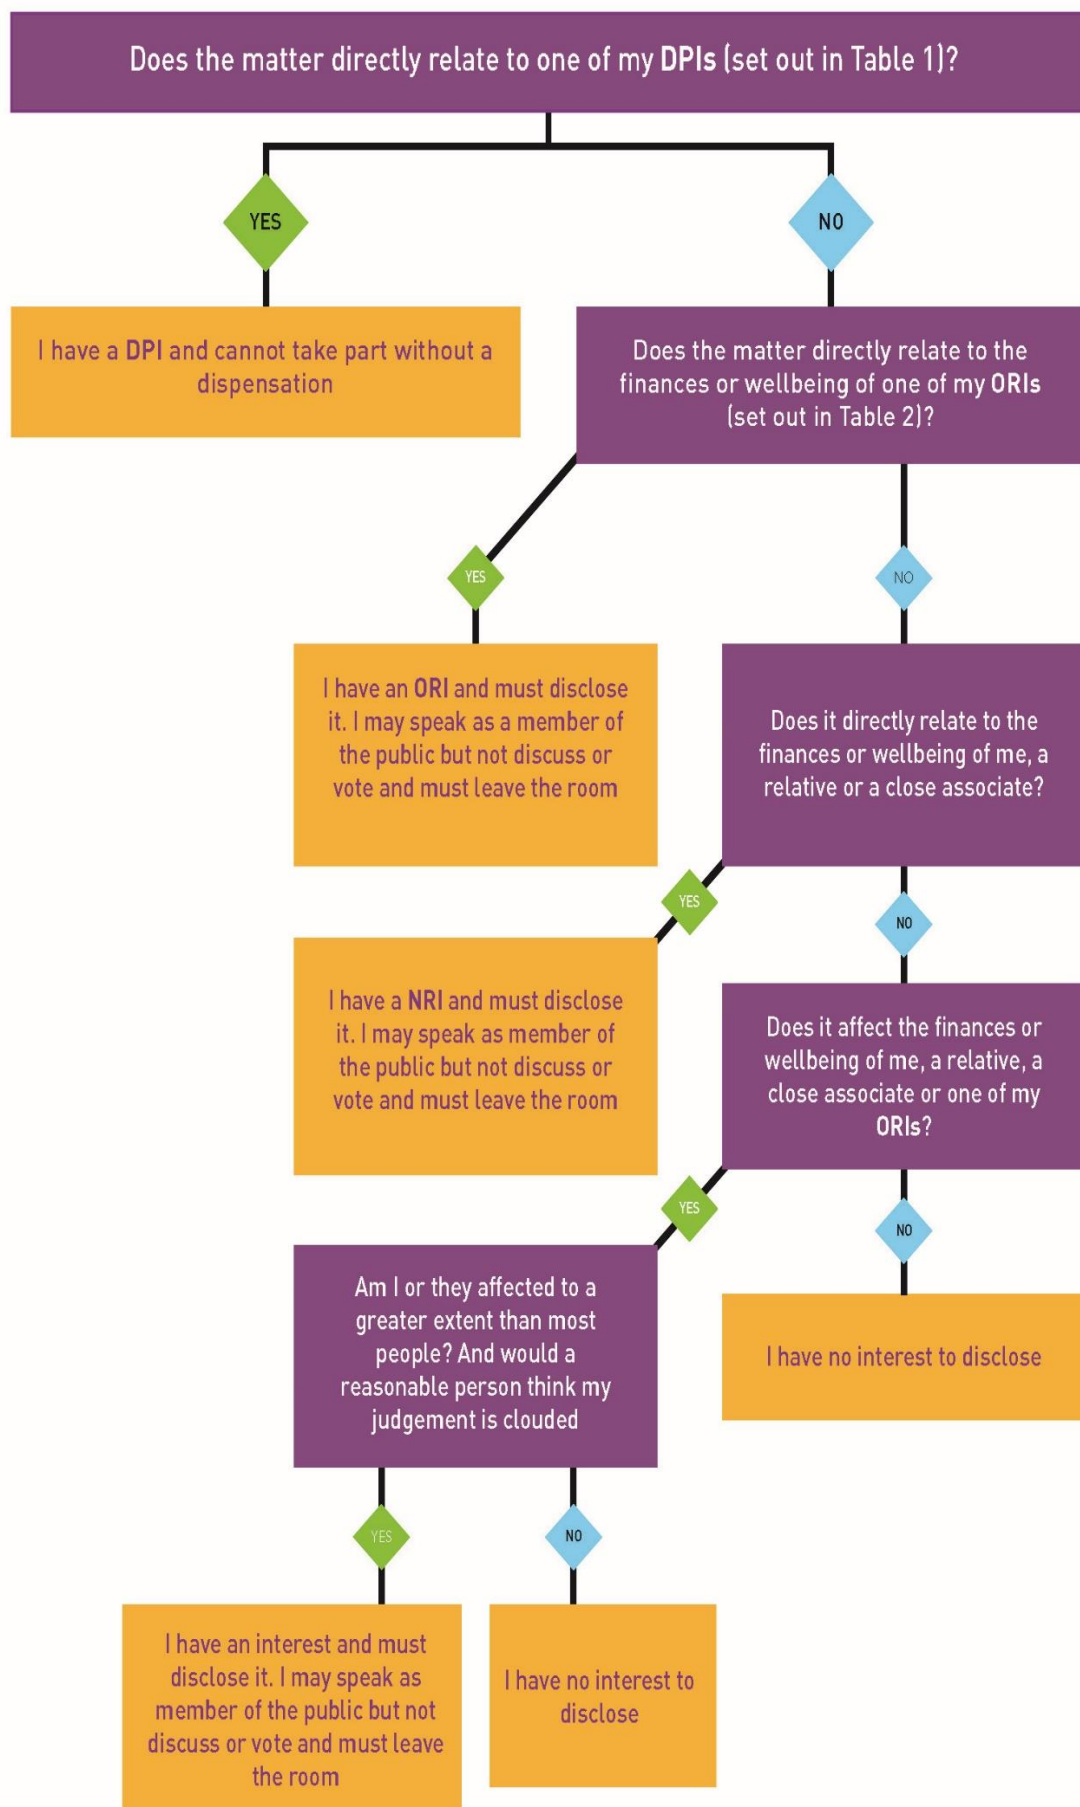 Does the matter directly relate to one of my DPIs (set out in Table 1)?
YES
NO
I have a DPI and cannot take part without a
dispensation
Does the matter directly relate to the
finances or wellbeing of one of my ORIs
(set out in Table 2)?
YES
NO
I have an ORI and must disclose
it. I may speak as a member of
the public but not discuss or
vote and must leave the room
Does it directly relate to the
finances or wellbeing of me, a
relative or a close associate?
YES
NO
I have a NRI and must disclose
it. I may speak as member of
the public but not discuss or
vote and must leave the room
Does it affect the finances or
wellbeing of me, a relative, a
close associate or one of my
ORIs?
YES
NO
Am I or they affected to a
greater extent than most
people? And would a
reasonable person think my
judgement is clouded
I have no interest to disclose
YES
NO
I have an interest and must
disclose it. I may speak as
member of the public but not
discuss or vote and must leave
the room
I have no interest to
disclose